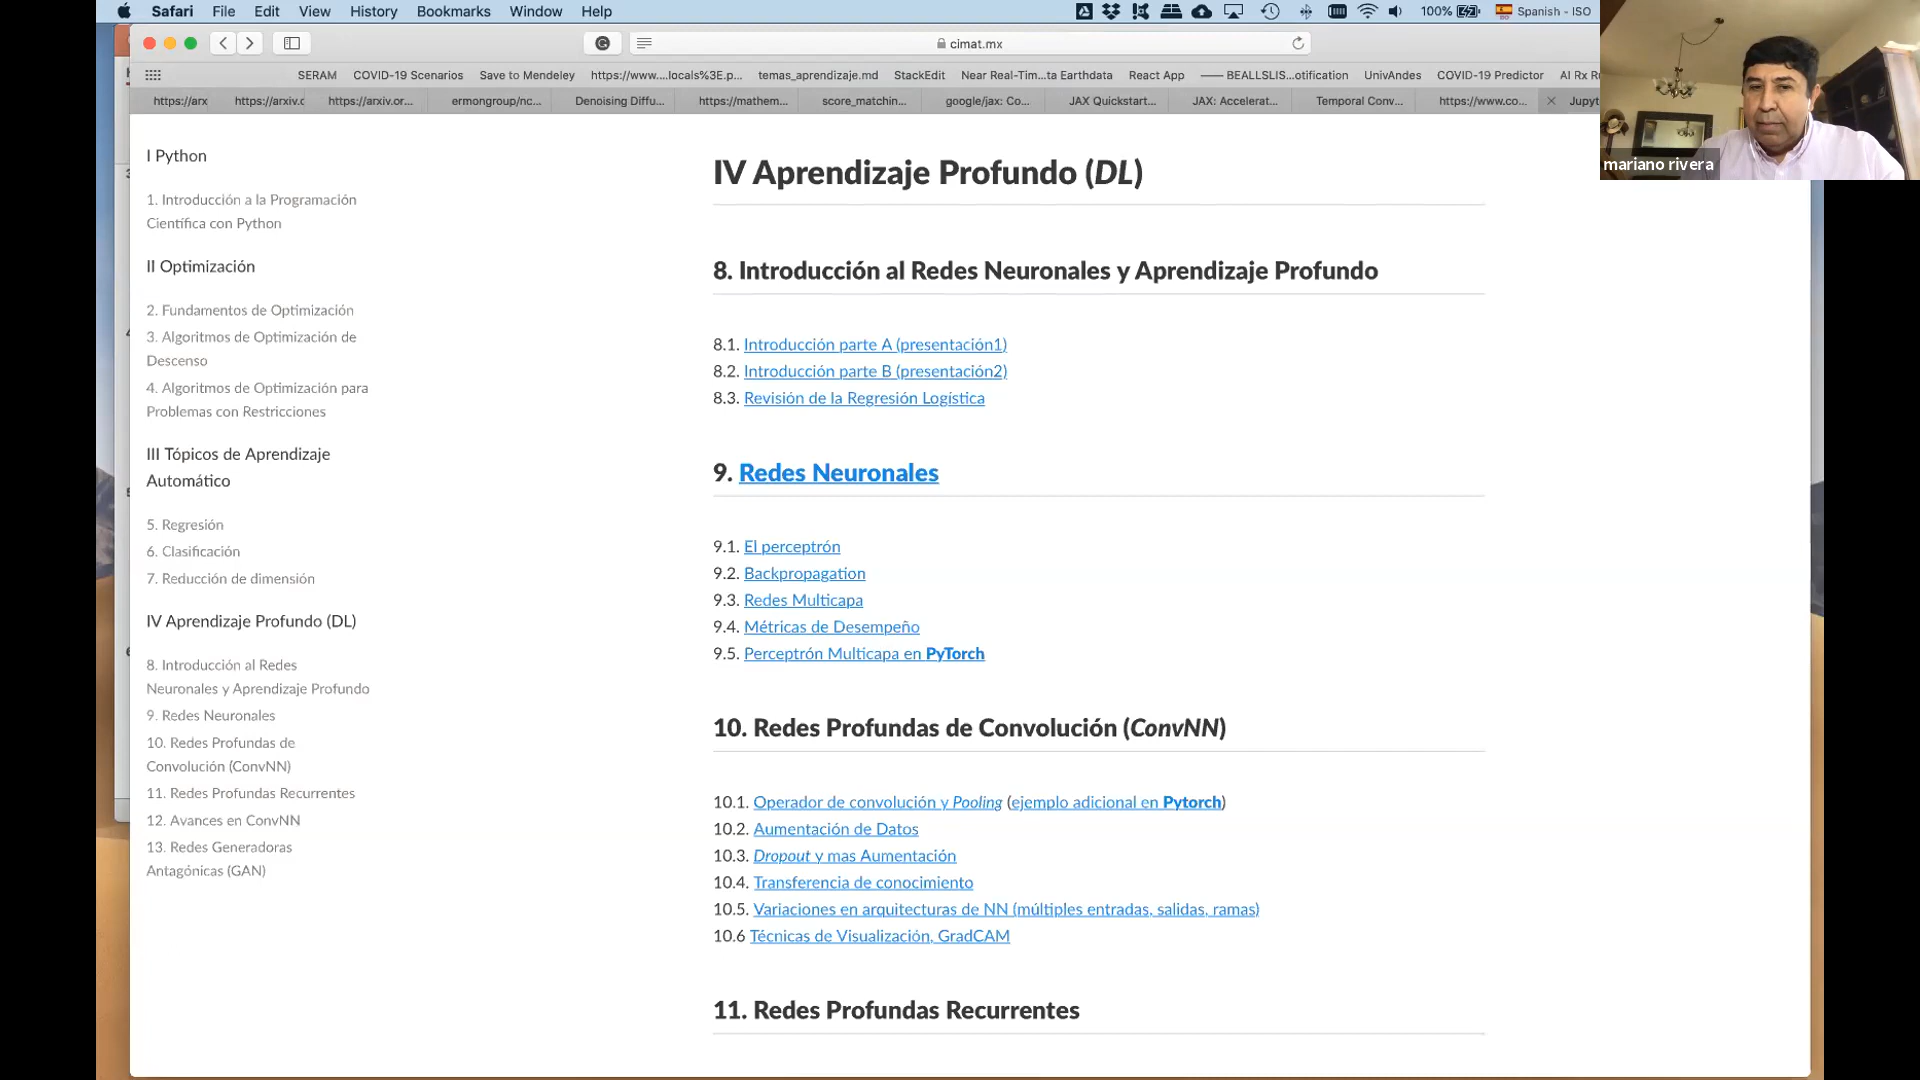 Safari File Edit View History Bookmarks Window Help 100% Spanish - ISO
cimat.mx
SERAM COVID-19 Scenarios Save to Mendeley https://www....locals%3E.p... temas_aprendizaje.md StackEdit Near Real-Tim...ta Earthdata React App —— BEALLSLIS...otification UnivAndes COVID-19 Predictor AI Rx Ro
https://arx https://arxiv.c https://arxiv.or... ermongroup/nc... Denoising Diffu... https://mathem... score_matchin... google/jax: Co... JAX Quickstart... JAX: Accelerat... Temporal Conv... https://www.co... Jupyt
mariano rivera
I Python
1. Introducción a la Programación
Científica con Python
II Optimización
2. Fundamentos de Optimización
3. Algoritmos de Optimización de
Descenso
4. Algoritmos de Optimización para
Problemas con Restricciones
III Tópicos de Aprendizaje
Automático
5. Regresión
6. Clasificación
7. Reducción de dimensión
IV Aprendizaje Profundo (DL)
8. Introducción al Redes
Neuronales y Aprendizaje Profundo
9. Redes Neuronales
10. Redes Profundas de
Convolución (ConvNN)
11. Redes Profundas Recurrentes
12. Avances en ConvNN
13. Redes Generadoras
Antagónicas (GAN)
IV Aprendizaje Profundo (DL)
8. Introducción al Redes Neuronales y Aprendizaje Profundo
8.1. Introducción parte A (presentación1)
8.2. Introducción parte B (presentación2)
8.3. Revisión de la Regresión Logística
9. Redes Neuronales
9.1. El perceptrón
9.2. Backpropagation
9.3. Redes Multicapa
9.4. Métricas de Desempeño
9.5. Perceptrón Multicapa en PyTorch
10. Redes Profundas de Convolución (ConvNN)
10.1. Operador de convolución y Pooling (ejemplo adicional en Pytorch)
10.2. Aumentación de Datos
10.3. Dropout y mas Aumentación
10.4. Transferencia de conocimiento
10.5. Variaciones en arquitecturas de NN (múltiples entradas, salidas, ramas)
10.6 Técnicas de Visualización, GradCAM
11. Redes Profundas Recurrentes